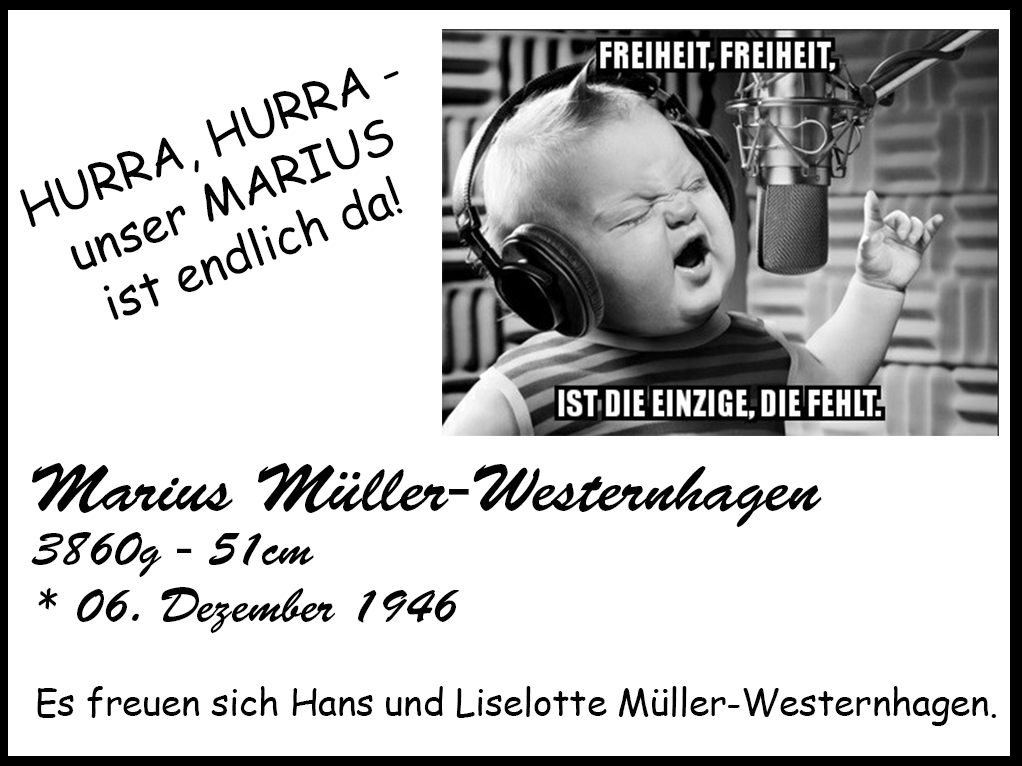 HURRA, HURRA -
unser MARIUS
ist endlich da!
FREIHEIT, FREIHEIT,
IST DIE EINZIGE, DIE FEHLT.
Marius Müller-Westernhagen
3860g - 51cm
* 06. Dezember 1946
Es freuen sich Hans und Liselotte Müller-Westernhagen.